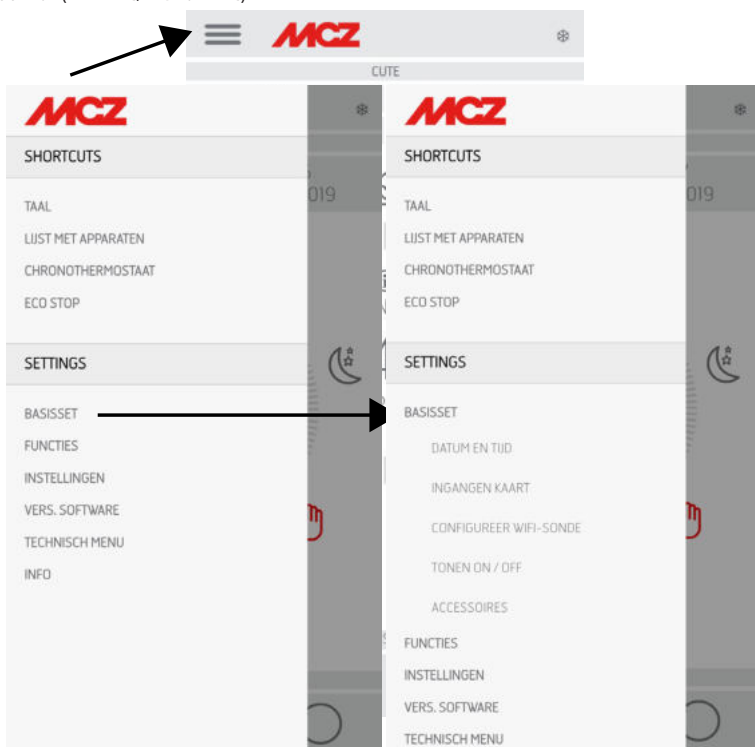 MCZ
CUTE
MCZ
SHORTCUTS
019
TAAL
LIJST MET APPARATEN
CHRONOTHERMOSTAAT
ECO STOP
SETTINGS
BASISSET
FUNCTIES
INSTELLINGEN
VERS. SOFTWARE
TECHNISCH MENU
INFO
MCZ
SHORTCUTS
019
TAAL
LIJST MET APPARATEN
CHRONOTHERMOSTAAT
ECO STOP
SETTINGS
BASISSET
DATUM EN TIJD
INGANGEN KAART
CONFIGUREER WIFI-SONDE
TONEN ON / OFF
ACCESSOIRES
FUNCTIES
INSTELLINGEN
VERS. SOFTWARE
TECHNISCH MENU